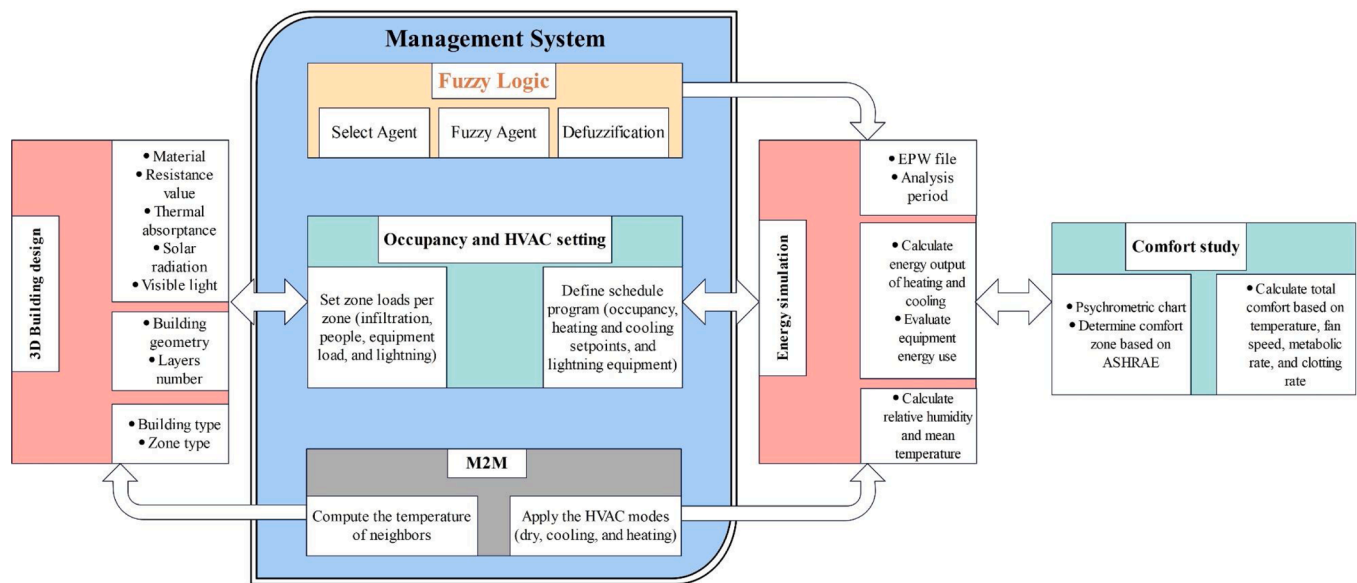 Management System
Fuzzy Logic
Select Agent
Fuzzy Agent
Defuzzification
3D Building design
• Material
• Resistance
value
• Thermal
absorptance
• Solar
radiation
• Visible light
• Building
geometry
• Layers
number
• Building type
• Zone type
Occupancy and HVAC setting
Set zone loads per
zone (infiltration,
people, equipment
load, and lightning)
Define schedule
program (occupancy,
heating and cooling
setpoints, and
lightning equipment)
M2M
Compute the temperature
of neighbors
Apply the HVAC modes
(dry, cooling, and heating)
Energy simulation
• EPW file
• Analysis
period
• Calculate
energy output
of heating and
cooling
• Evaluate
equipment
energy use
• Calculate
relative humidity
and mean
temperature
Comfort study
• Psychrometric chart
• Determine comfort
zone based on
ASHRAE
• Calculate total
comfort based on
temperature, fan
speed, metabolic
rate, and clotting
rate